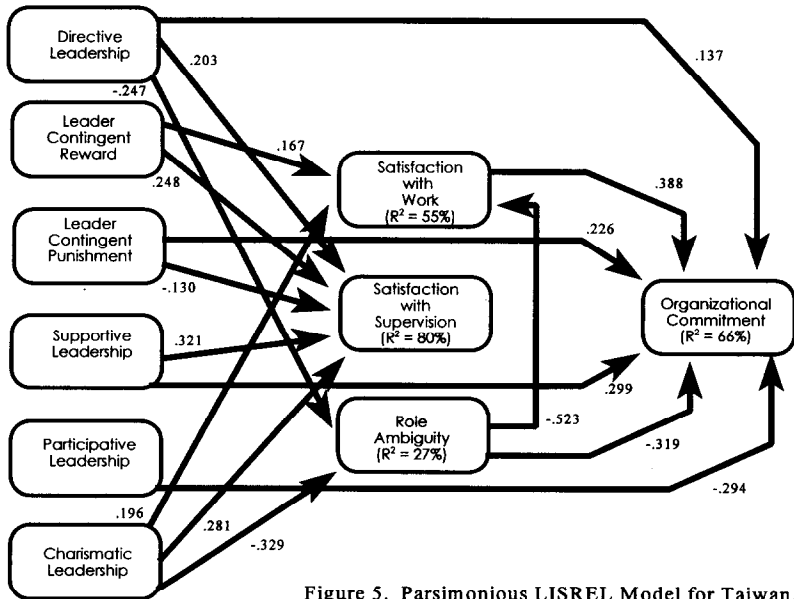 Directive
Leadership
.203
.137
-.247
Leader
Contingent
Reward
.167
.248
Satisfaction
with
Work
(R² = 55%)
.388
Leader
Contingent
Punishment
.226
-.130
Satisfaction
with
Supervision
(R² = 80%)
Organizational
Commitment
(R² = 66%)
Supportive
Leadership
.321
.299
Role
Ambiguity
(R² = 27%)
-.523
-.319
Participative
Leadership
-.294
.196
.281
-.329
Charismatic
Leadership
Figure 5. Parsimonious LISREL Model for Taiwan